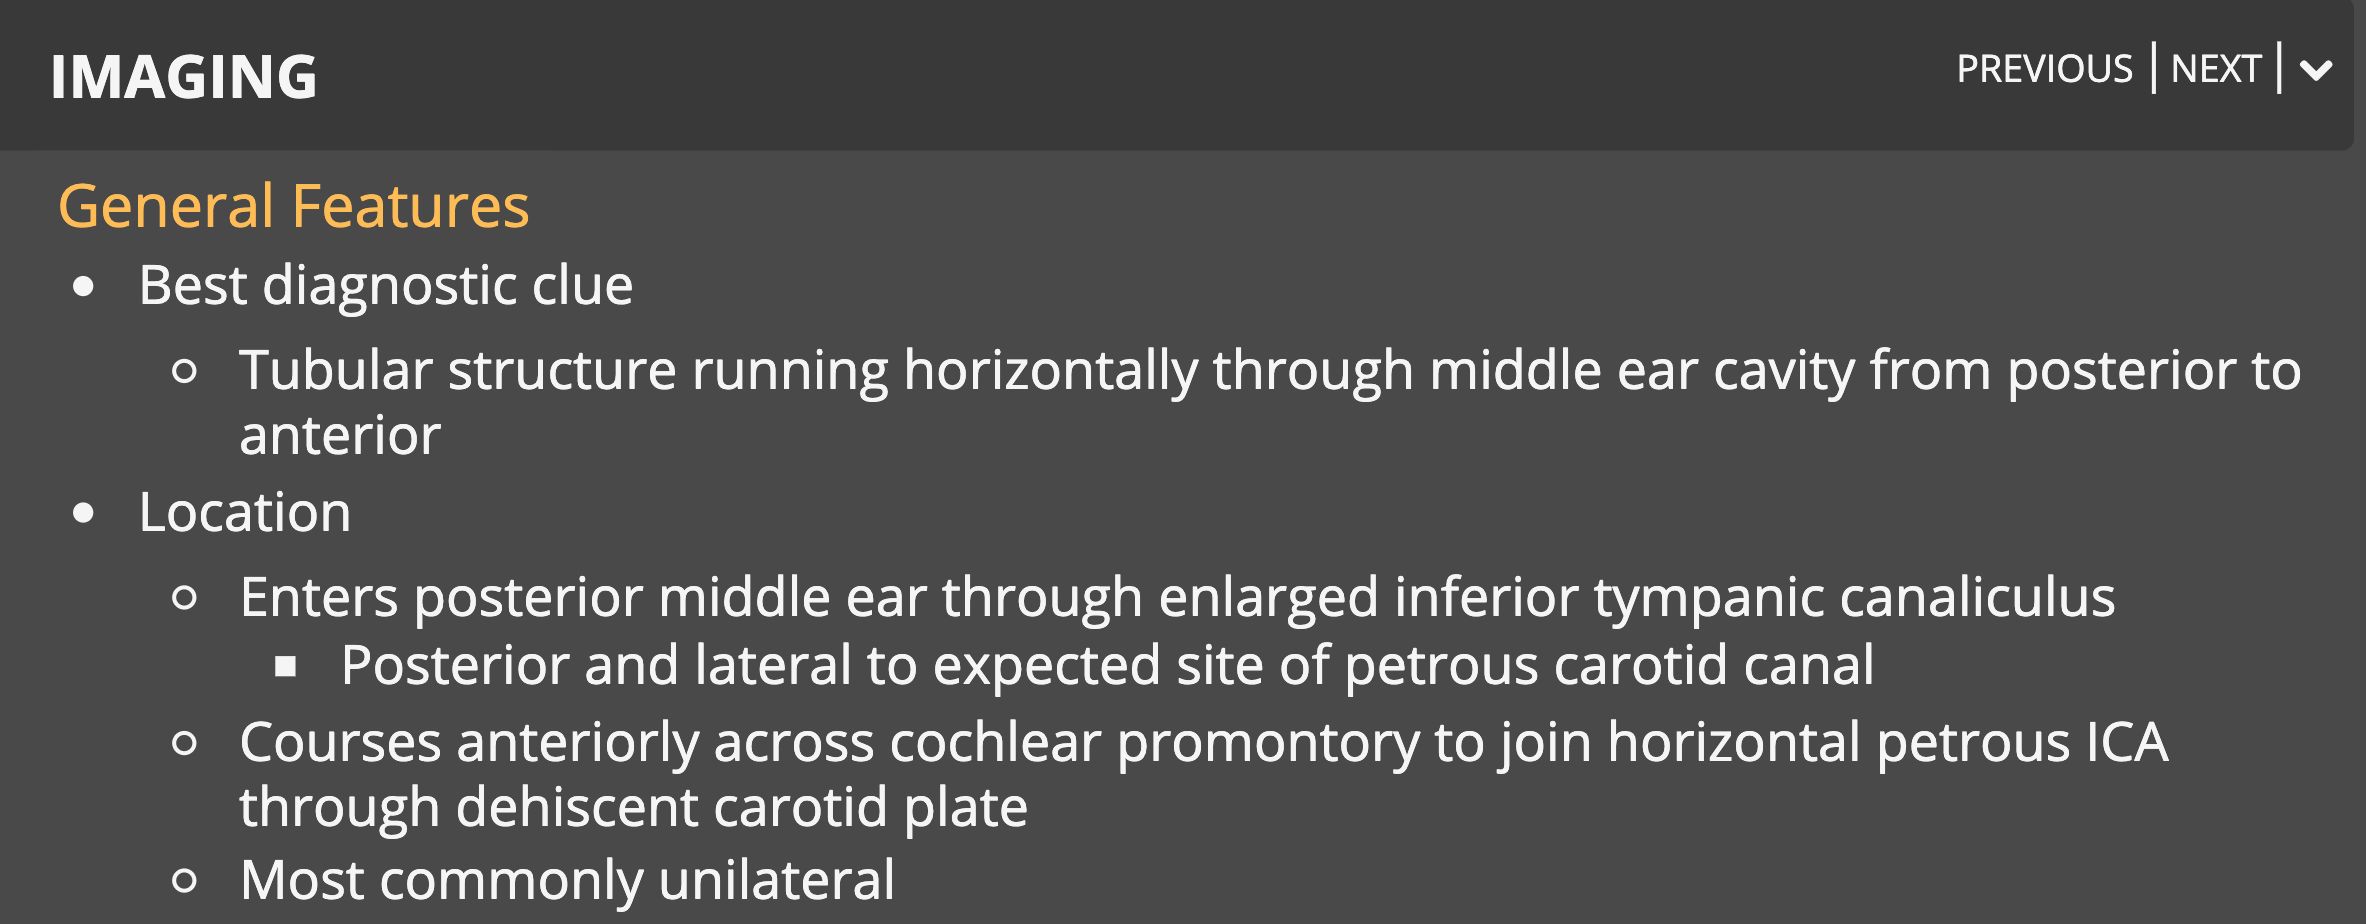 IMAGING
PREVIOUS | NEXT |
General Features
• Best diagnostic clue
○ Tubular structure running horizontally through middle ear cavity from posterior to
anterior
• Location
○ Enters posterior middle ear through enlarged inferior tympanic canaliculus
■ Posterior and lateral to expected site of petrous carotid canal
○ Courses anteriorly across cochlear promontory to join horizontal petrous ICA
through dehiscent carotid plate
○ Most commonly unilateral